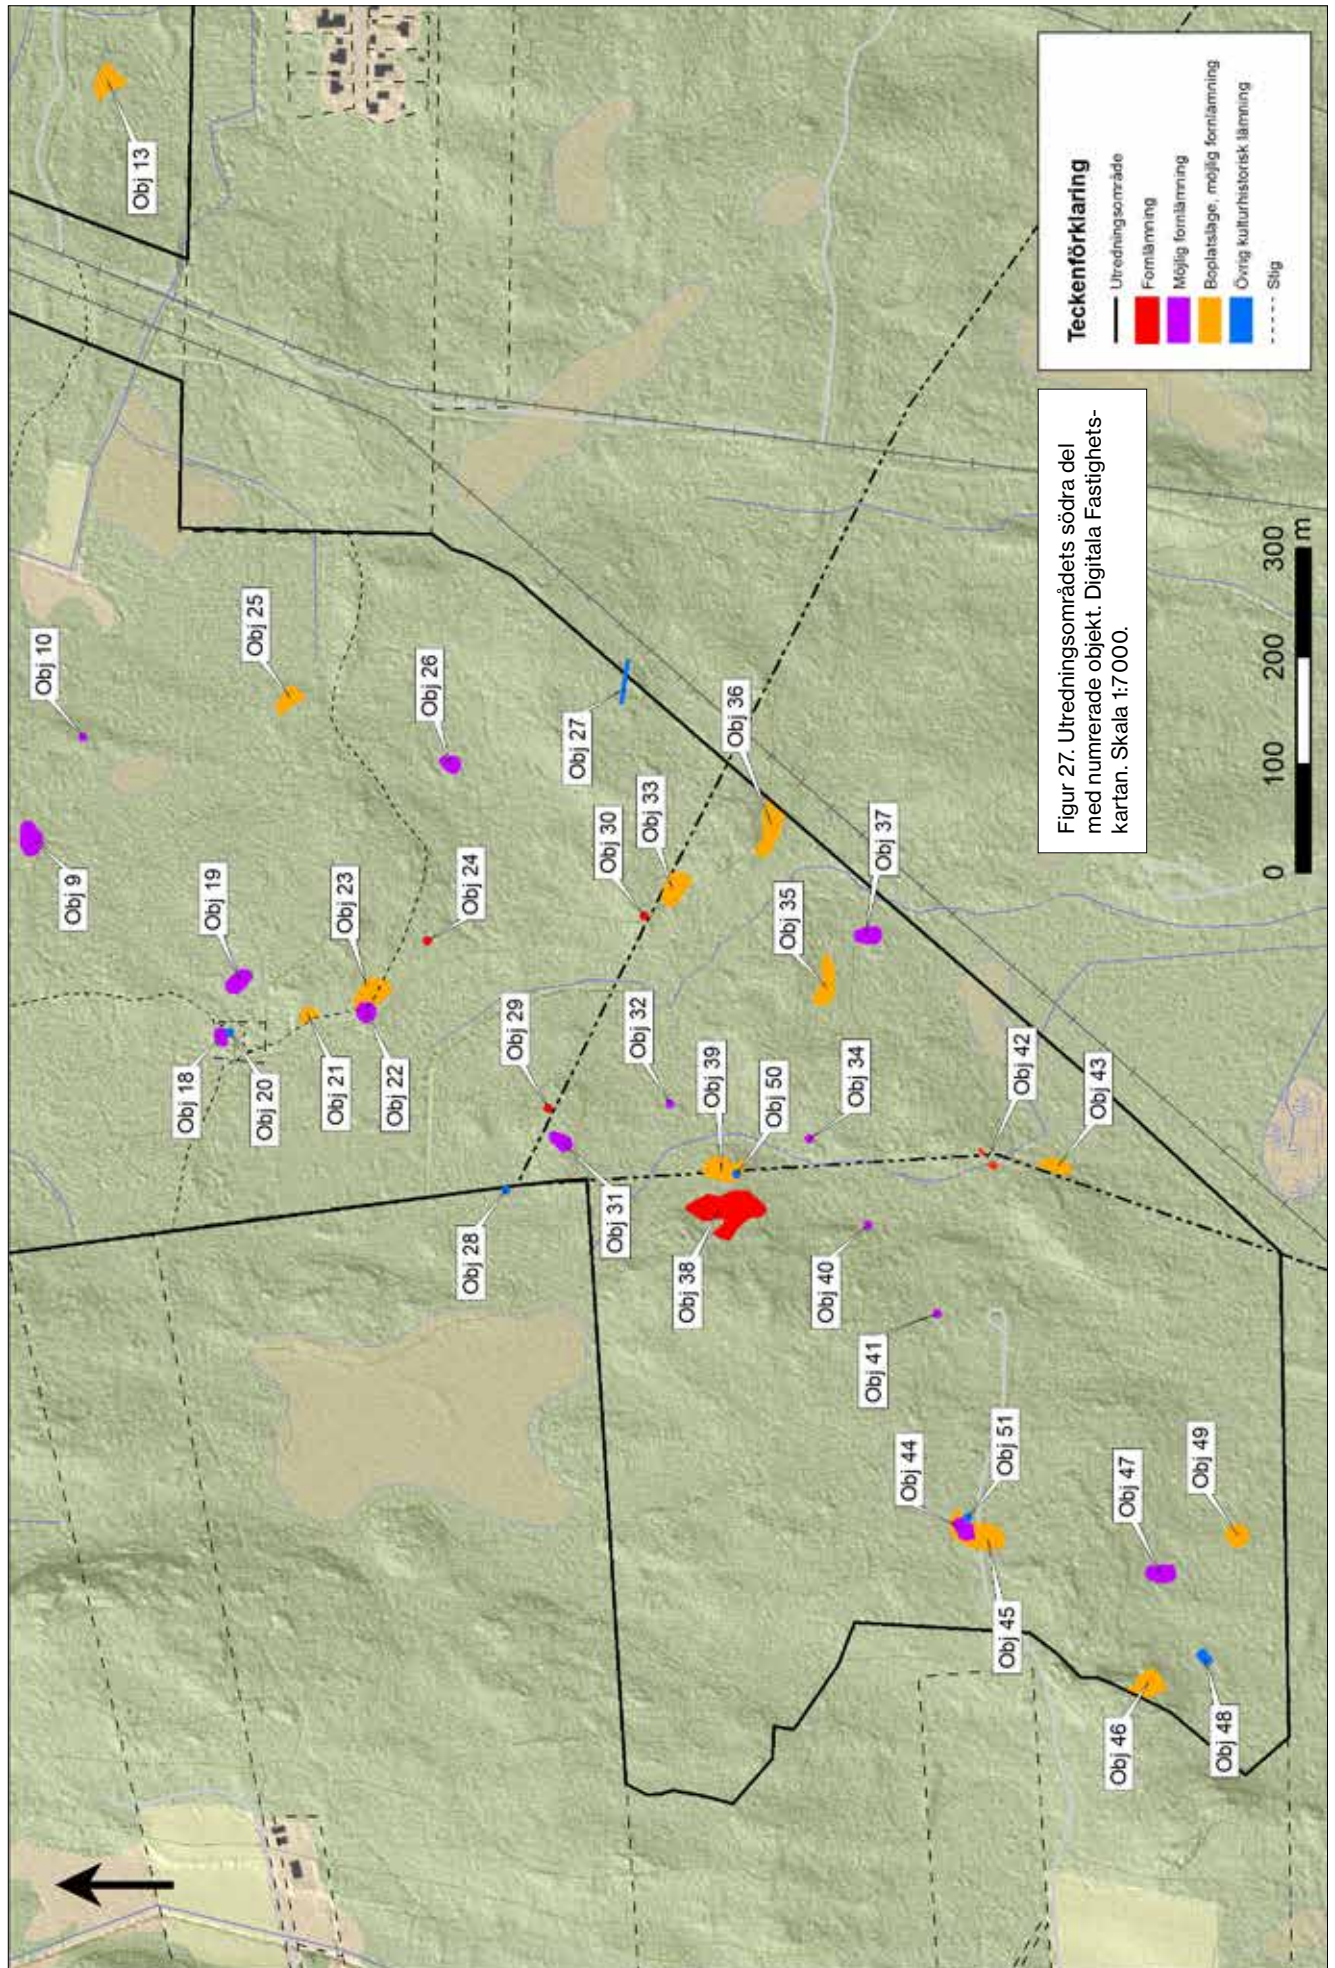 Obj 13
Obj 10
Obj 9
Obj 25
Obj 26
Obj 19
Obj 18
Obj 20
Obj 21
Obj 23
Obj 22
Obj 24
Obj 27
Obj 30
Obj 33
Obj 36
Obj 29
Obj 28
Obj 31
Obj 32
Obj 39
Obj 50
Obj 38
Obj 35
Obj 37
Obj 34
Obj 40
Obj 41
Obj 42
Obj 43
Obj 44
Obj 51
Obj 45
Obj 47
Obj 49
Obj 46
Obj 48
Teckenförklaring
Utredningsområde
Fornlämning
Möjlig fornlämning
Boplatsläge, möjlig fornlämning
Övrig kulturhistorisk lämning
Stig
Figur 27. Utredningsområdets södra del
med numrerade objekt. Digitala Fastighets-
kartan. Skala 1:7000.
0 100 200 300
m